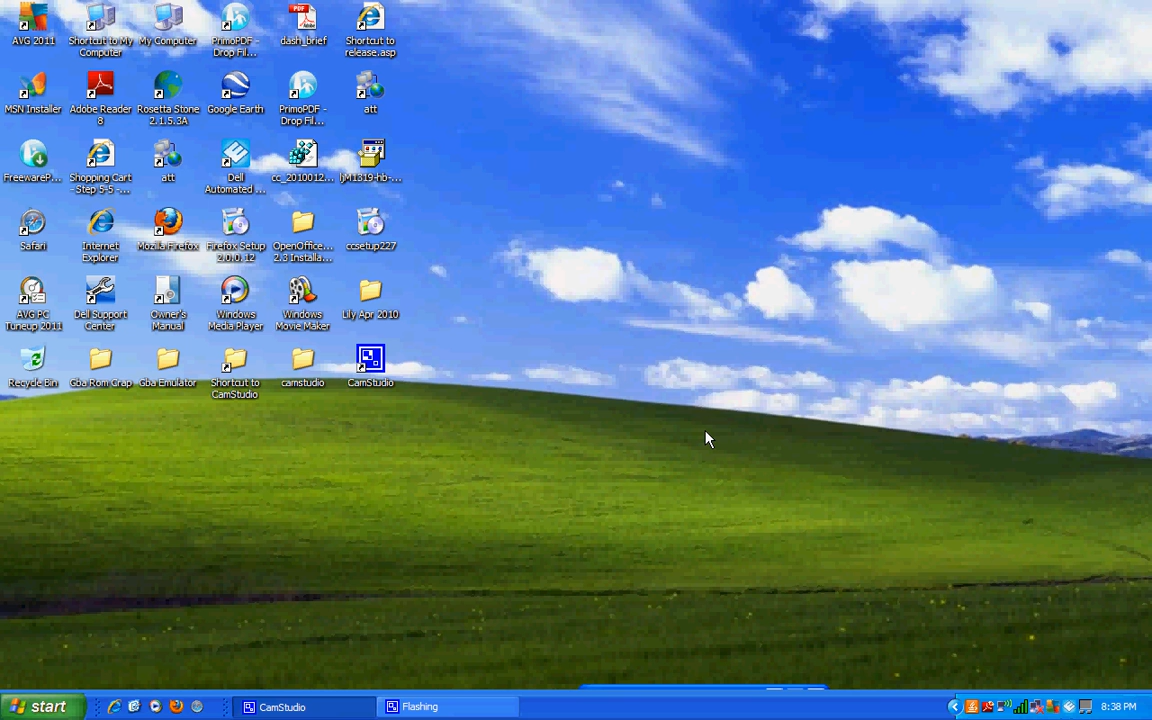 AVG 2011
Shortcut to My
Computer
My Computer
PrimoPDF -
Drop Fil...
PDF
dash_brief
Shortcut to
release.asp
MSN Installer
Adobe Reader
8
Rosetta Stone
2.1.5.3A
Google Earth
PrimoPDF -
Drop Fil...
att
FreewareP...
Shopping Cart
- Step 5-5 -...
att
Dell
Automated ...
cc_2010012...
ljM1319-hb-...
Safari
Internet
Explorer
Mozilla Firefox
Firefox Setup
2.0.0.12
OpenOffice...
2.3 Installa...
ccsetup227
AVG PC
Tuneup 2011
Dell Support
Center
Owner's
Manual
Windows
Media Player
Windows
Movie Maker
Lily Apr 2010
Recycle Bin
Gba Rom Crap
Gba Emulator
Shortcut to
CamStudio
camstudio
CamStudio
start
CamStudio
Flashing
8:38 PM